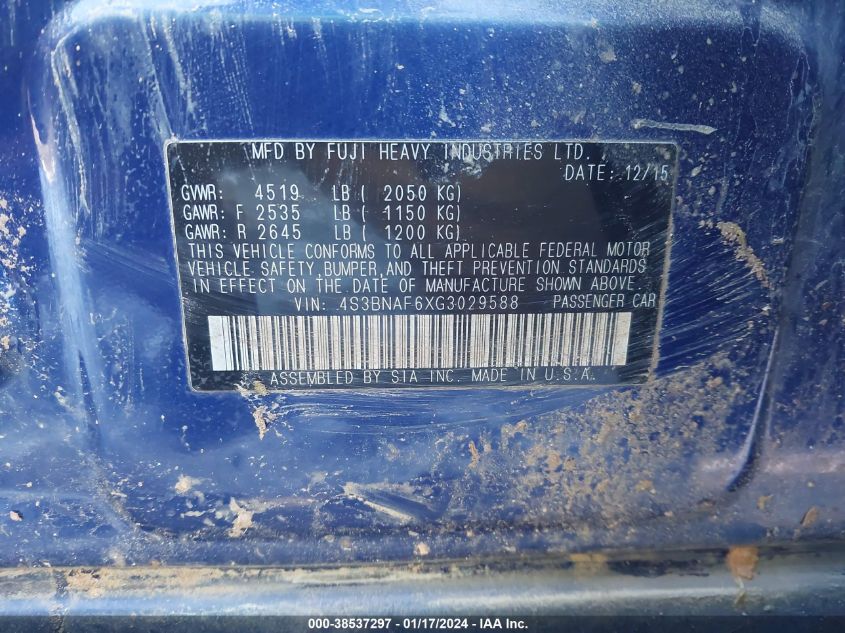 MFD BY FUJI HEAVY INDUSTRIES LTD.
DATE: 12/15
GVWR: 4519 LB ( 2050 KG)
GAWR: F 2535 LB ( 1150 KG)
GAWR: R 2645 LB ( 1200 KG)
THIS VEHICLE CONFORMS TO ALL APPLICABLE FEDERAL MOTOR
VEHICLE SAFETY,BUMPER,AND THEFT PREVENTION STANDARDS
IN EFFECT ON THE DATE OF MANUFACTURE SHOWN ABOVE.
VIN: 4S3BNAF6XG3029588 PASSENGER CAR
ASSEMBLED BY SIA INC. MADE IN U.S.A.
000-38537297 - 01/17/2024 - IAAI.COM